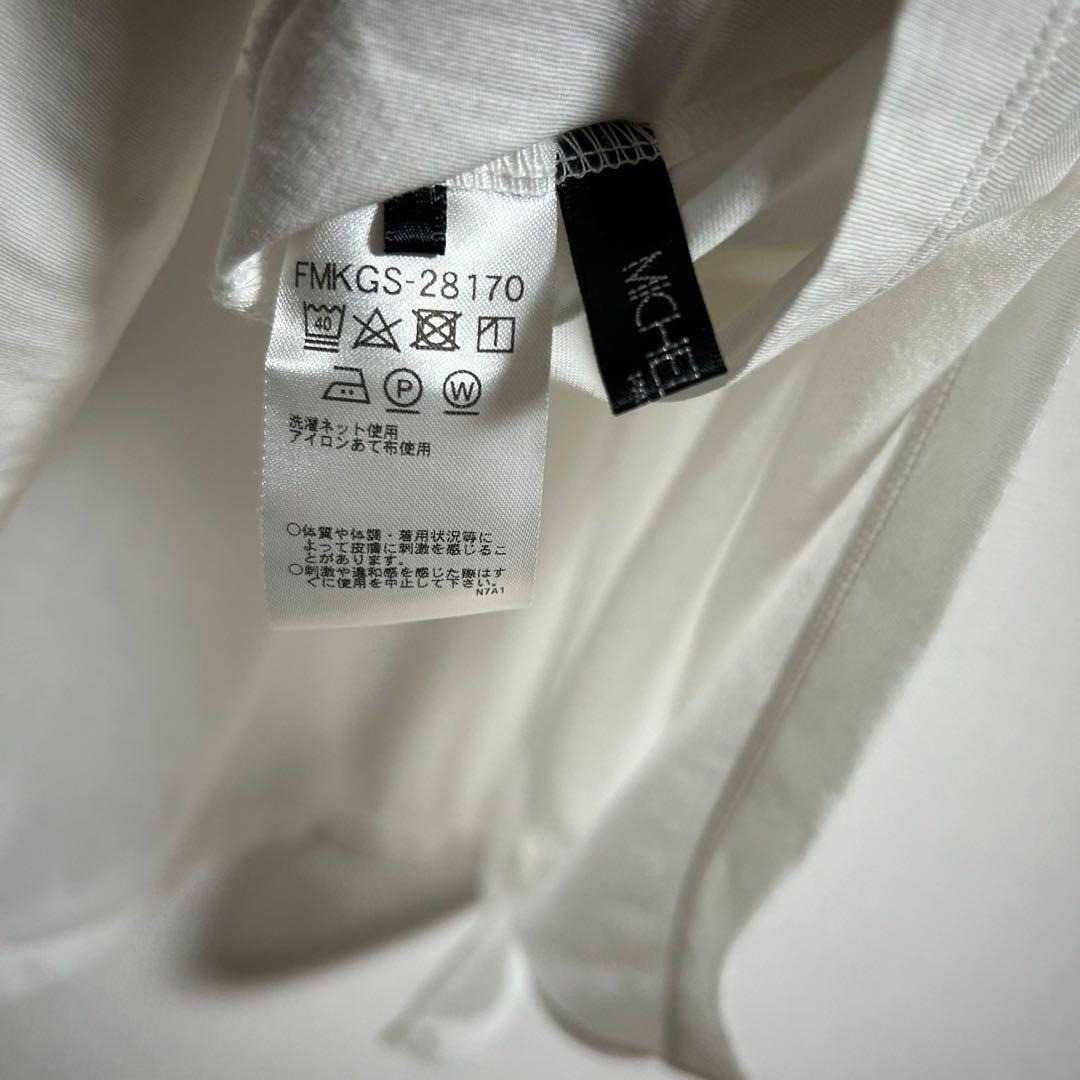 FMKGS-28170
40
P W
洗濯ネット使用
アイロンあて布使用
○体質や体調・着用状況等に
よって皮膚に刺激を感じるこ
とがあります。
○刺激や違和感を感じた際はす
ぐに使用を中止して下さい。
N7A1
MICHE